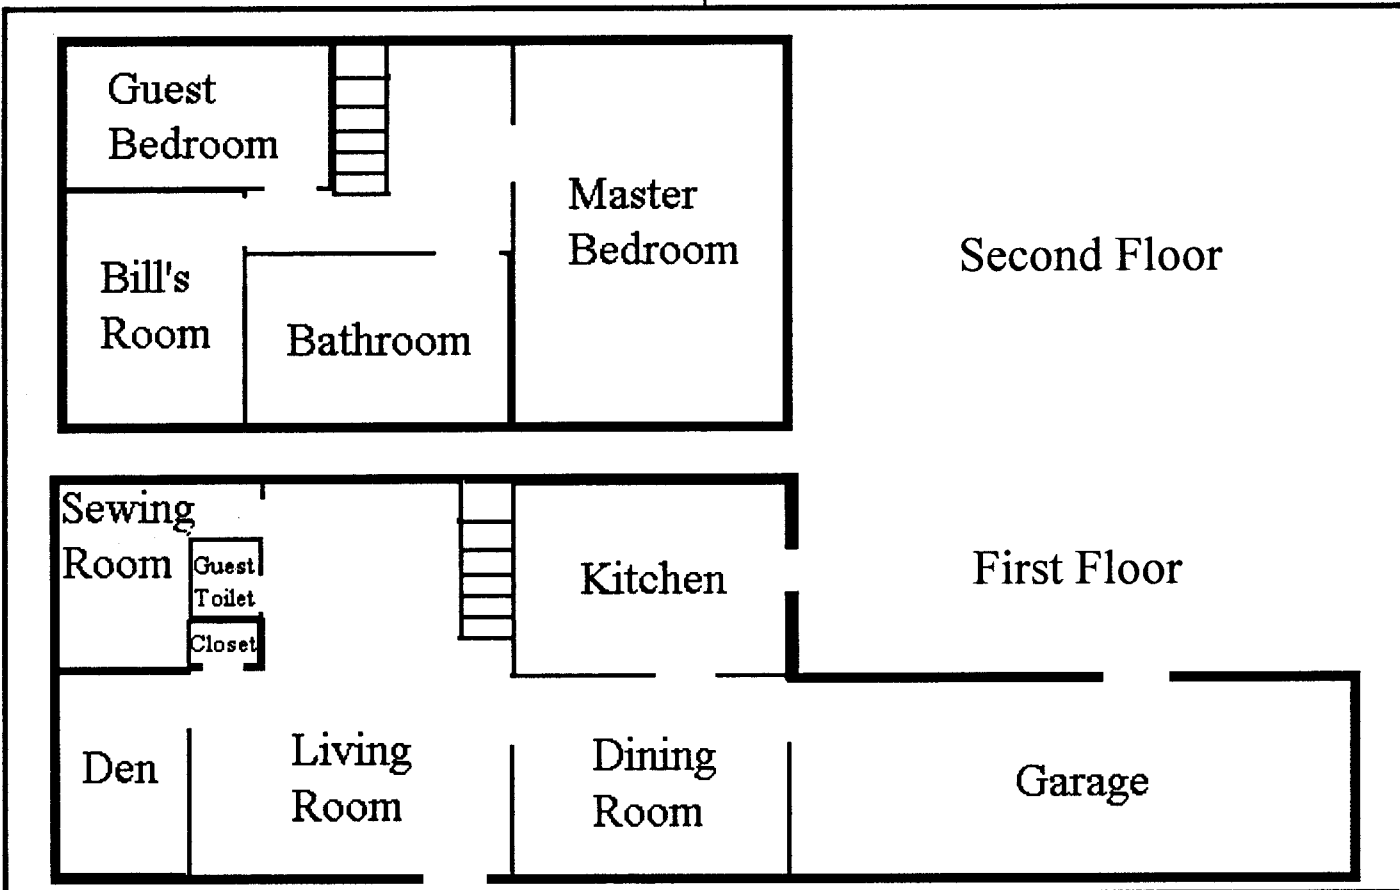 Guest
Bedroom
Master
Bedroom
Second Floor
Bill's
Room
Bathroom
Sewing
Room
Guest
Toilet
Closet
Kitchen
First Floor
Den
Living
Room
Dining
Room
Garage